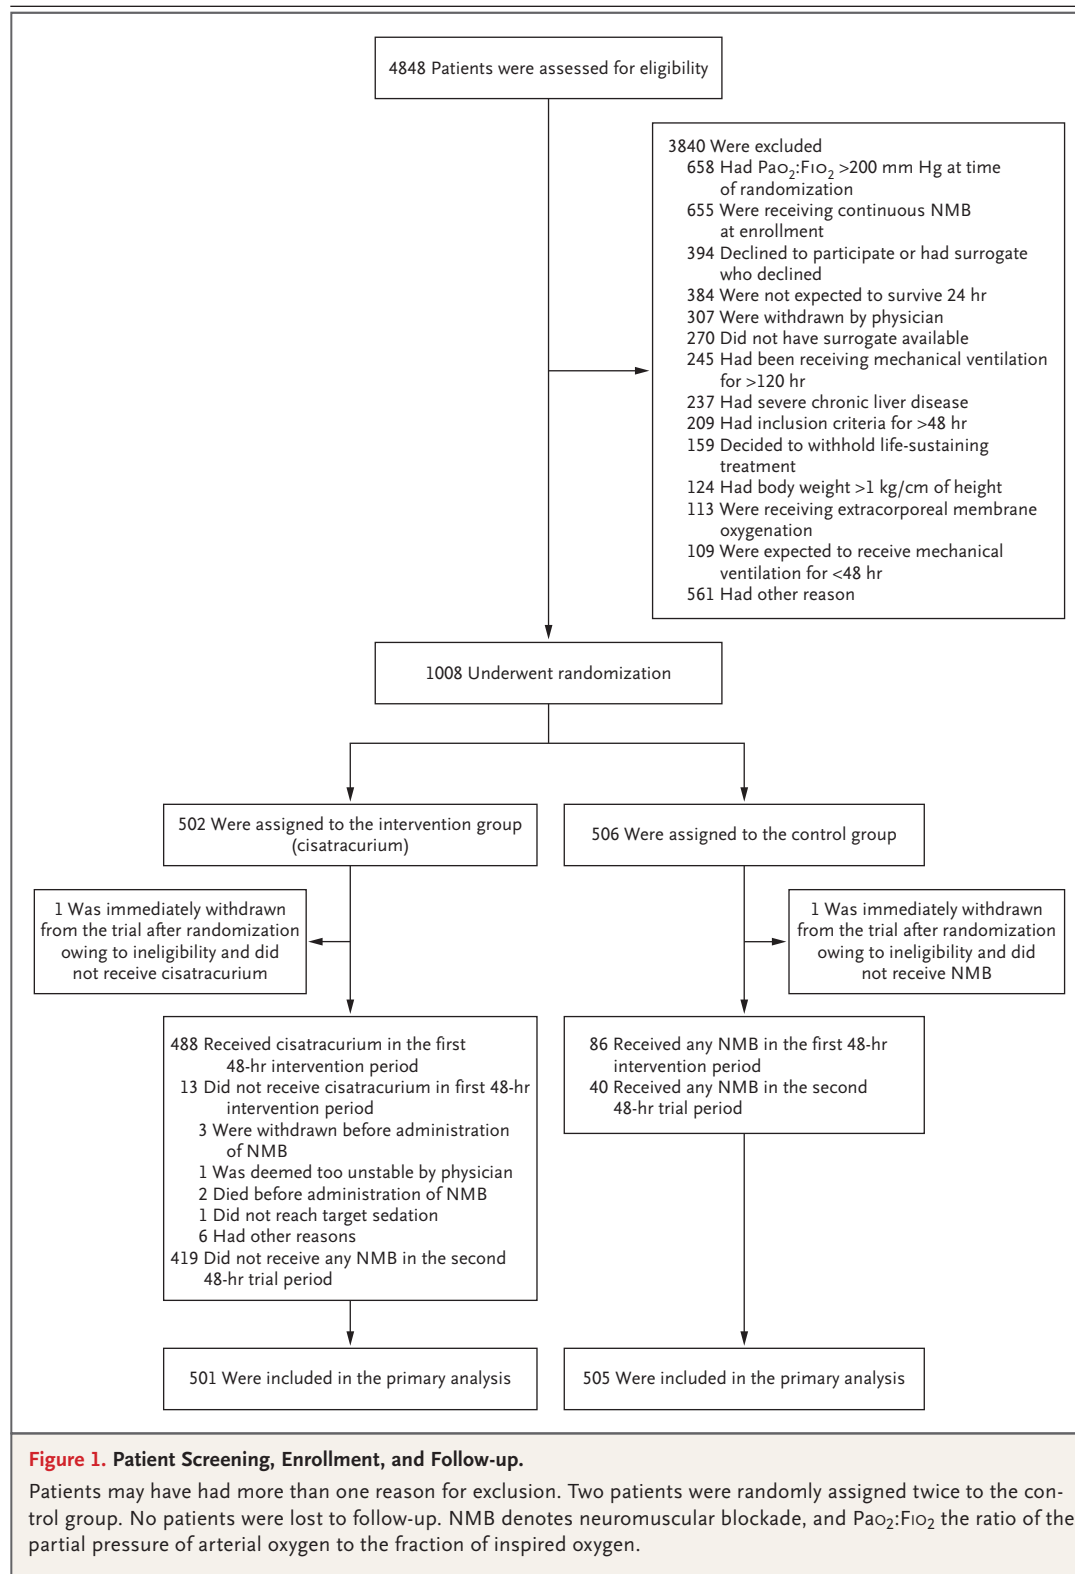 4848 Patients were assessed for eligibility
3840 Were excluded
658 Had PaO₂:FIO₂ >200 mm Hg at time
of randomization
655 Were receiving continuous NMB
at enrollment
394 Declined to participate or had surrogate
who declined
384 Were not expected to survive 24 hr
307 Were withdrawn by physician
270 Did not have surrogate available
245 Had been receiving mechanical ventilation
for >120 hr
237 Had severe chronic liver disease
209 Had inclusion criteria for >48 hr
159 Decided to withhold life-sustaining
treatment
124 Had body weight >1 kg/cm of height
113 Were receiving extracorporeal membrane
oxygenation
109 Were expected to receive mechanical
ventilation for <48 hr
561 Had other reason
1008 Underwent randomization
502 Were assigned to the intervention group
(cisatracurium)
506 Were assigned to the control group
1 Was immediately withdrawn
from the trial after randomization
owing to ineligibility and did
not receive cisatracurium
1 Was immediately withdrawn
from the trial after randomization
owing to ineligibility and did
not receive NMB
488 Received cisatracurium in the first
48-hr intervention period
13 Did not receive cisatracurium in first 48-hr
intervention period
3 Were withdrawn before administration
of NMB
1 Was deemed too unstable by physician
2 Died before administration of NMB
1 Did not reach target sedation
6 Had other reasons
419 Did not receive any NMB in the second
48-hr trial period
86 Received any NMB in the first 48-hr
intervention period
40 Received any NMB in the second
48-hr trial period
501 Were included in the primary analysis
505 Were included in the primary analysis
Figure 1. Patient Screening, Enrollment, and Follow-up.
Patients may have had more than one reason for exclusion. Two patients were randomly assigned twice to the con-
trol group. No patients were lost to follow-up. NMB denotes neuromuscular blockade, and PaO₂:FIO₂ the ratio of the
partial pressure of arterial oxygen to the fraction of inspired oxygen.